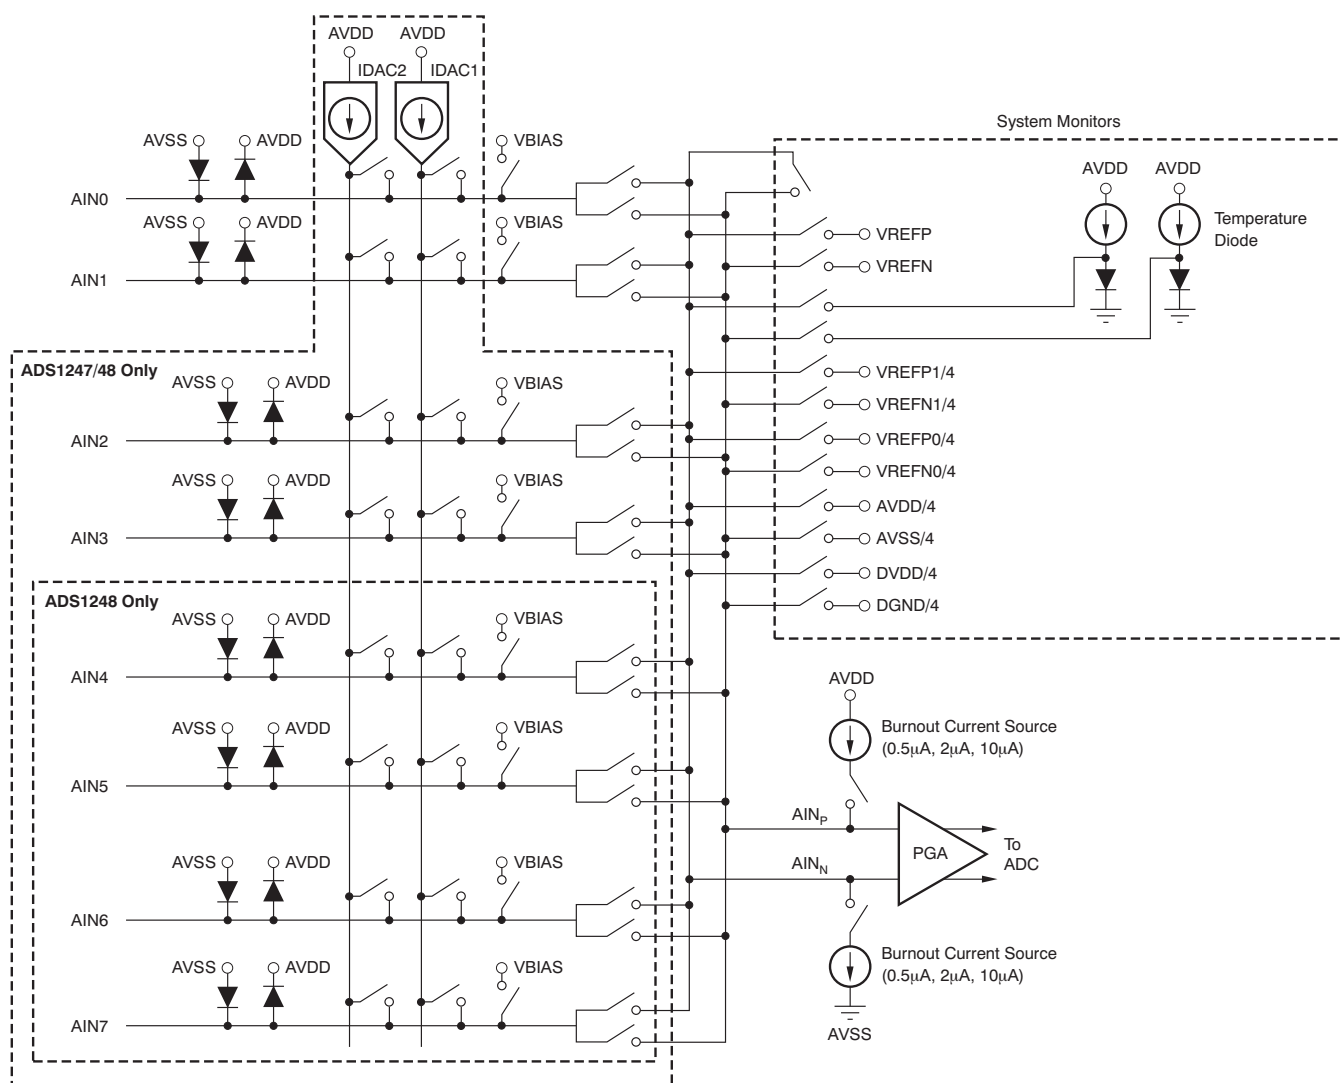 AVDD AVDD
IDAC2 IDAC1
AVSS AVDD VBIAS
AIN0
AVSS AVDD VBIAS
AIN1
ADS1247/48 Only
AVSS AVDD VBIAS
AIN2
AVSS AVDD VBIAS
AIN3
ADS1248 Only
AVSS AVDD VBIAS
AIN4
AVSS AVDD VBIAS
AIN5
AVSS AVDD VBIAS
AIN6
AVSS AVDD VBIAS
AIN7
System Monitors
AVDD AVDD
Temperature
Diode
VREFP
VREFN
VREFP1/4
VREFN1/4
VREFP0/4
VREFN0/4
AVDD/4
AVSS/4
DVDD/4
DGND/4
AVDD
Burnout Current Source
(0.5μA, 2μA, 10μA)
AINP
AINN
PGA
To
ADC
Burnout Current Source
(0.5μA, 2μA, 10μA)
AVSS